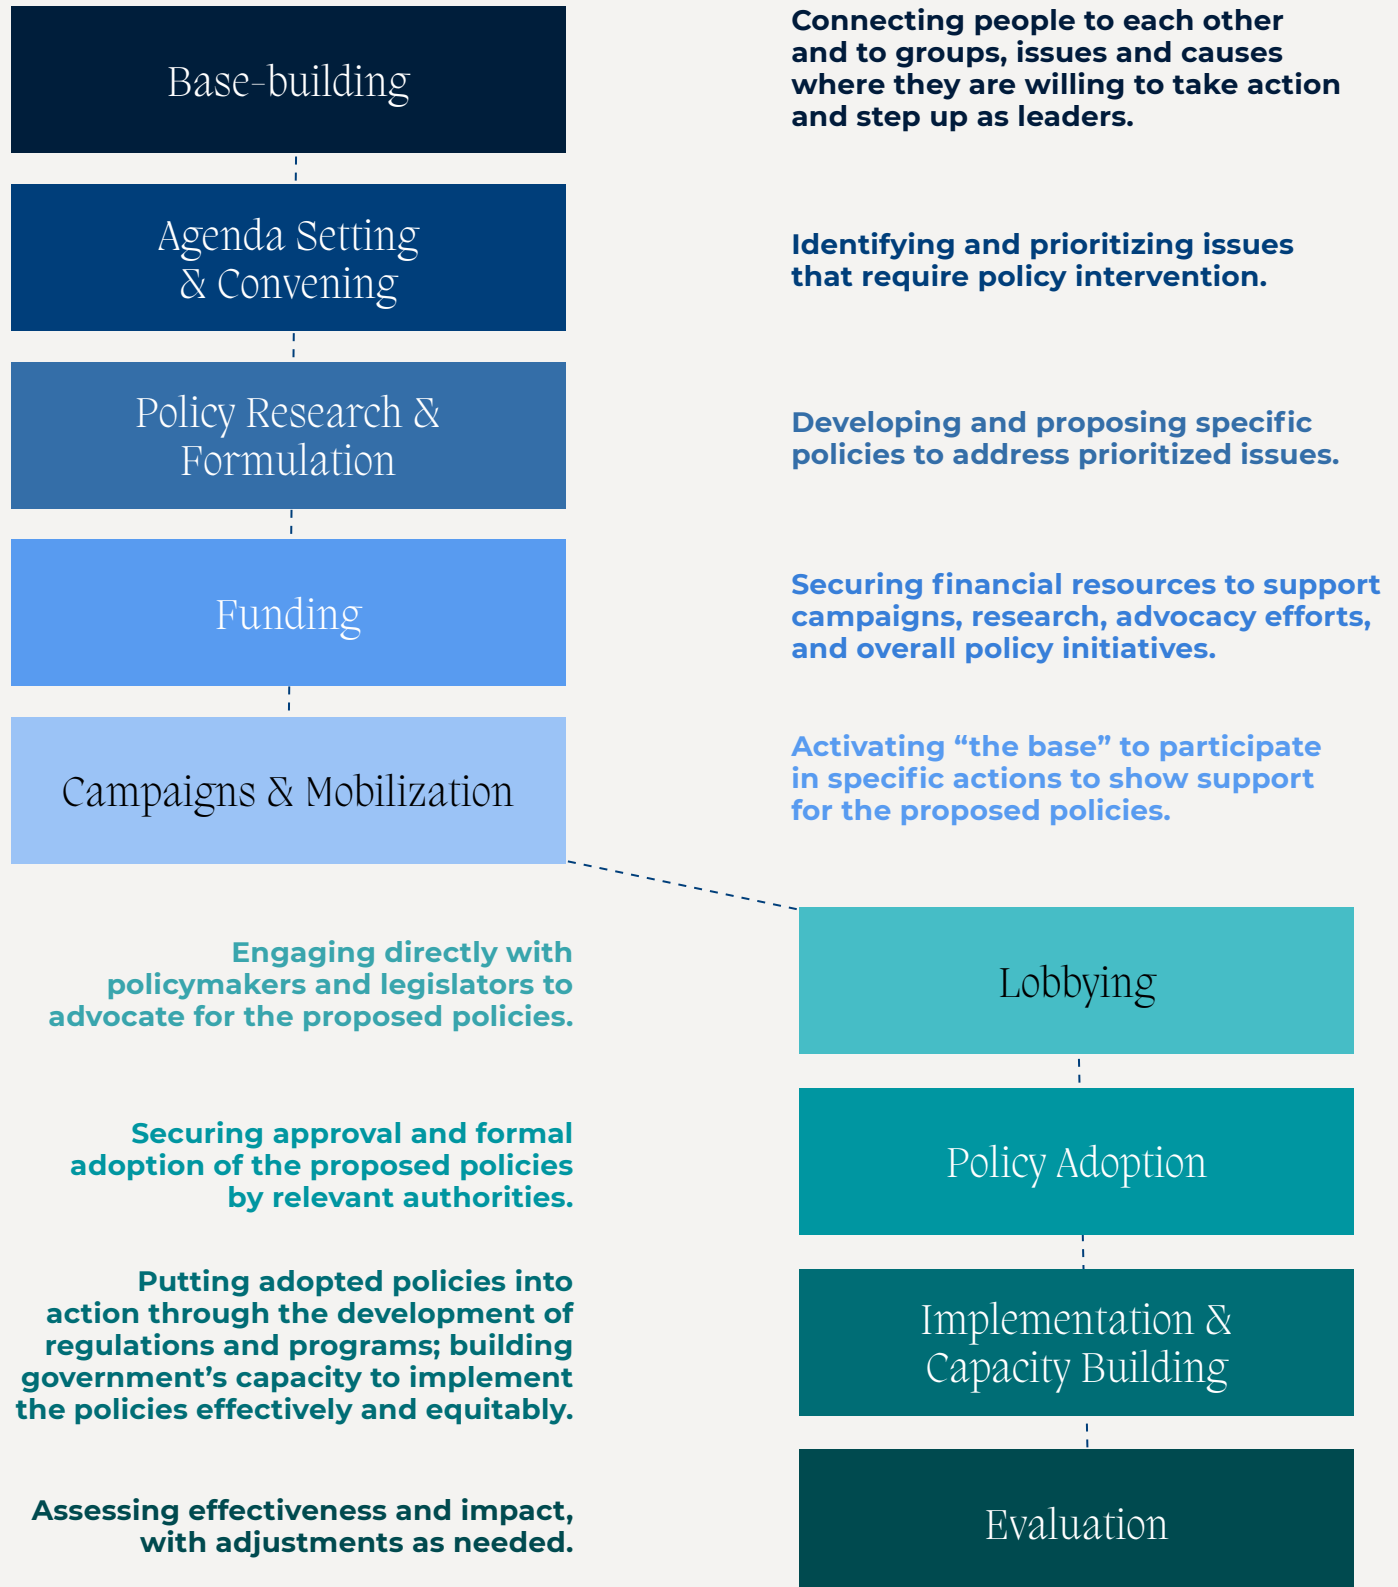 Base-building
Connecting people to each other
and to groups, issues and causes
where they are willing to take action
and step up as leaders.
Agenda Setting
& Convening
Identifying and prioritizing issues
that require policy intervention.
Policy Research &
Formulation
Developing and proposing specific
policies to address prioritized issues.
Funding
Securing financial resources to support
campaigns, research, advocacy efforts,
and overall policy initiatives.
Campaigns & Mobilization
Activating “the base” to participate
in specific actions to show support
for the proposed policies.
Engaging directly with
policymakers and legislators to
advocate for the proposed policies.
Lobbying
Securing approval and formal
adoption of the proposed policies
by relevant authorities.
Policy Adoption
Putting adopted policies into
action through the development of
regulations and programs; building
government’s capacity to implement
the policies effectively and equitably.
Implementation &
Capacity Building
Assessing effectiveness and impact,
with adjustments as needed.
Evaluation